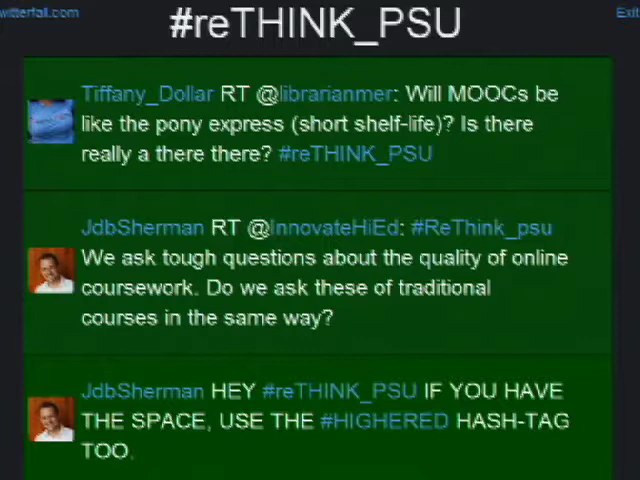 witterfall.com
#reTHINK_PSU
Exit
Tiffany_Dollar RT @librarianmer: Will MOOCs be
like the pony express (short shelf-life)? Is there
really a there there? #reTHINK_PSU
JdbSherman RT @InnovateHiEd: #ReThink_psu
We ask tough questions about the quality of online
coursework. Do we ask these of traditional
courses in the same way?
JdbSherman HEY #reTHINK_PSU IF YOU HAVE
THE SPACE, USE THE #HIGHERED HASH-TAG
TOO.